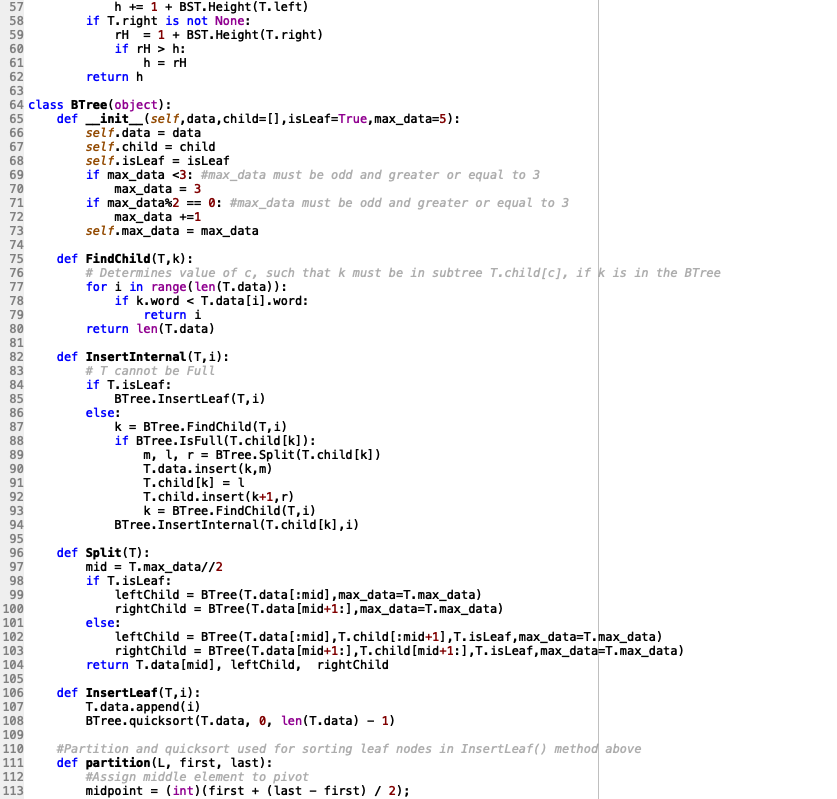 57            h += 1 + BST.Height(T.left)
58        if T.right is not None:
59            rH  = 1 + BST.Height(T.right)
60            if rH > h:
61                h = rH
62        return h
63
64 class BTree(object):
65    def __init__(self,data,child=[],isLeaf=True,max_data=5):
66        self.data = data
67        self.child = child
68        self.isLeaf = isLeaf
69        if max_data <3: #max_data must be odd and greater or equal to 3
70            max_data = 3
71        if max_data%2 == 0: #max_data must be odd and greater or equal to 3
72            max_data +=1
73        self.max_data = max_data
74
75    def FindChild(T,k):
76        # Determines value of c, such that k must be in subtree T.child[c], if k is in the BTree
77        for i in range(len(T.data)):
78            if k.word < T.data[i].word:
79                return i
80        return len(T.data)
81
82    def InsertInternal(T,i):
83        # T cannot be Full
84        if T.isLeaf:
85            BTree.InsertLeaf(T,i)
86        else:
87            k = BTree.FindChild(T,i)
88            if BTree.IsFull(T.child[k]):
89                m, l, r = BTree.Split(T.child[k])
90                T.data.insert(k,m)
91                T.child[k] = l
92                T.child.insert(k+1,r)
93                k = BTree.FindChild(T,i)
94            BTree.InsertInternal(T.child[k],i)
95
96    def Split(T):
97        mid = T.max_data//2
98        if T.isLeaf:
99            leftChild = BTree(T.data[:mid],max_data=T.max_data)
100            rightChild = BTree(T.data[mid+1:],max_data=T.max_data)
101        else:
102            leftChild = BTree(T.data[:mid],T.child[:mid+1],T.isLeaf,max_data=T.max_data)
103            rightChild = BTree(T.data[mid+1:],T.child[mid+1:],T.isLeaf,max_data=T.max_data)
104        return T.data[mid], leftChild,  rightChild
105
106    def InsertLeaf(T,i):
107        T.data.append(i)
108        BTree.quicksort(T.data, 0, len(T.data) - 1)
109
110    #Partition and quicksort used for sorting leaf nodes in InsertLeaf() method above
111    def partition(L, first, last):
112        #Assign middle element to pivot
113        midpoint = (int)(first + (last - first) / 2);